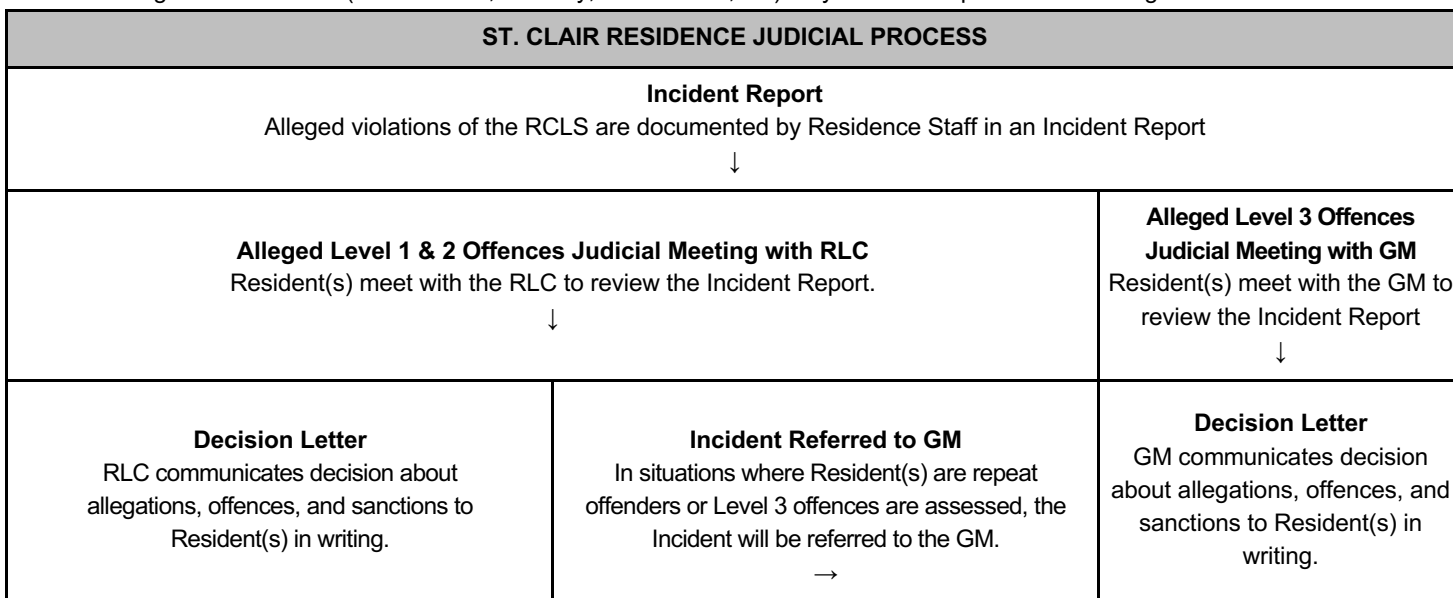 ST. CLAIR RESIDENCE JUDICIAL PROCESS
Incident Report
Alleged violations of the RCLS are documented by Residence Staff in an Incident Report
↓
Alleged Level 1 & 2 Offences Judicial Meeting with RLC
Resident(s) meet with the RLC to review the Incident Report.
↓
Alleged Level 3 Offences
Judicial Meeting with GM
Resident(s) meet with the GM to
review the Incident Report
↓
Decision Letter
RLC communicates decision about
allegations, offences, and sanctions to
Resident(s) in writing.
Incident Referred to GM
In situations where Resident(s) are repeat
offenders or Level 3 offences are assessed, the
Incident will be referred to the GM.
→
Decision Letter
GM communicates decision
about allegations, offences, and
sanctions to Resident(s) in
writing.